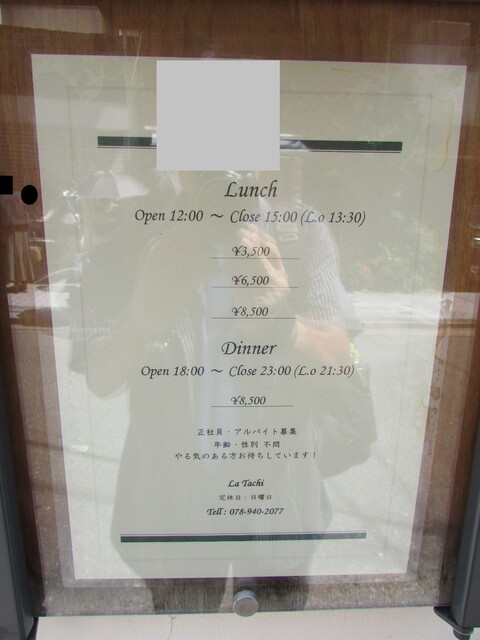 Lunch
Open 12:00 〜 Close 15:00 (L.o 13:30)
¥3,500
¥6,500
¥8,500
Dinner
Open 18:00 〜 Close 23:00 (L.o 21:30)
¥8,500
正社員・アルバイト募集
年齢・性別 不問
やる気のある方お待ちしています！
La Tachi
定休日：日曜日
Tell : 078-940-2077